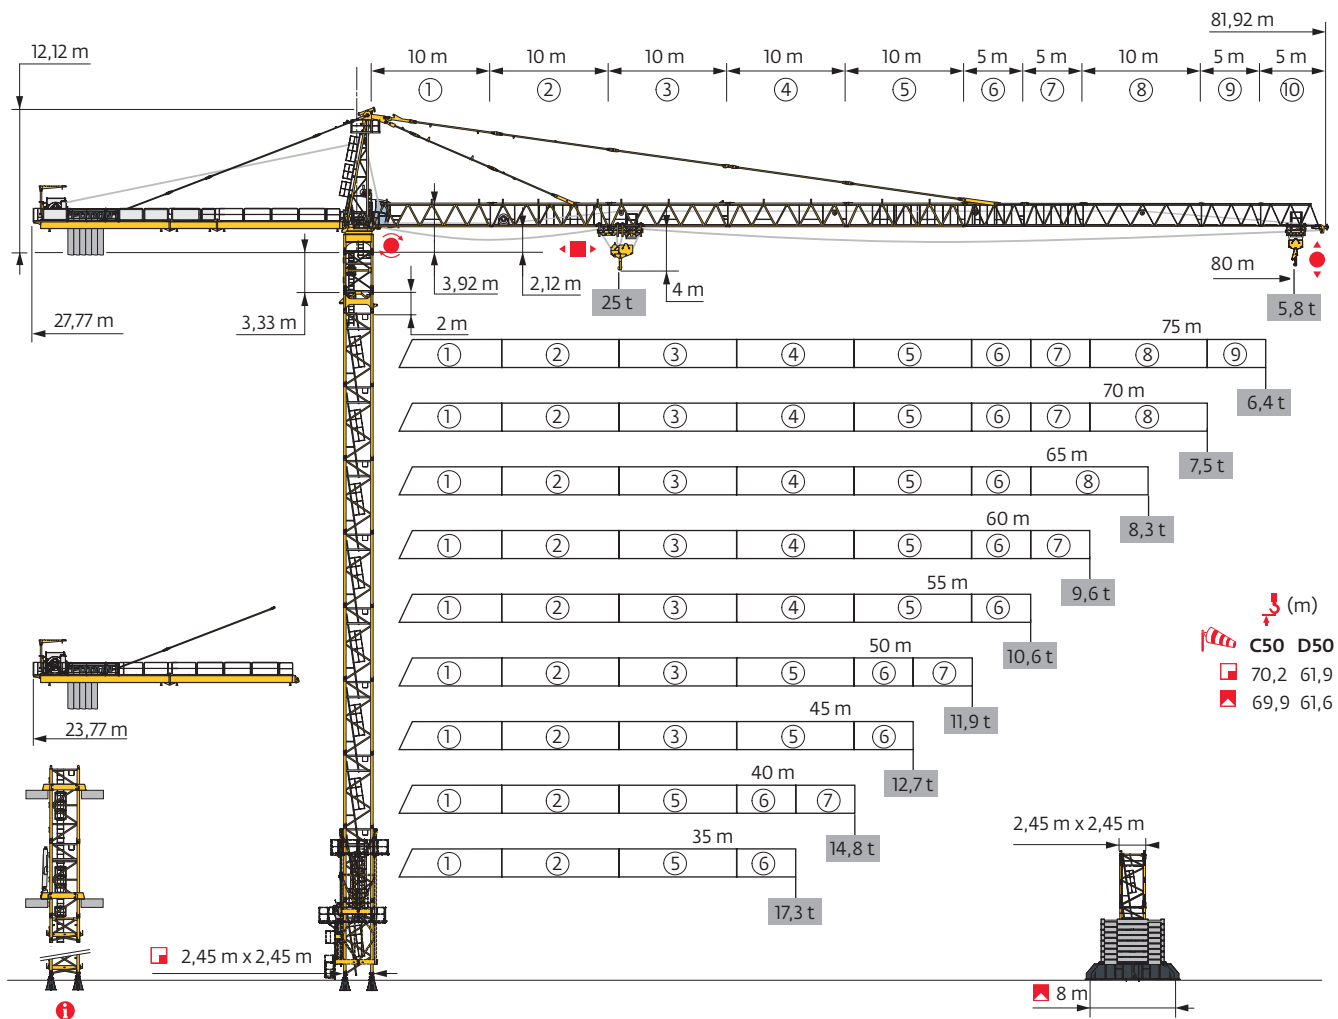 81,92 m
12,12 m
10 m 10 m 10 m 10 m 10 m 5 m 5 m 10 m 5 m 5 m
① ② ③ ④ ⑤ ⑥ ⑦ ⑧ ⑨ ⑩
3,92 m
2,12 m
4 m
80 m
25 t
5,8 t
27,77 m
3,33 m
2 m
75 m
① ② ③ ④ ⑤ ⑥ ⑦ ⑧ ⑨
6,4 t
70 m
① ② ③ ④ ⑤ ⑥ ⑦ ⑧
7,5 t
65 m
① ② ③ ④ ⑤ ⑥ ⑧
8,3 t
60 m
① ② ③ ④ ⑤ ⑥ ⑦
9,6 t
55 m
① ② ③ ④ ⑤ ⑥
10,6 t
(m)
C50 D50
70,2 61,9
69,9 61,6
50 m
① ② ③ ⑤ ⑥ ⑦
11,9 t
23,77 m
45 m
① ② ③ ⑤ ⑥
12,7 t
40 m
① ② ⑤ ⑥ ⑦
14,8 t
35 m
① ② ⑤ ⑥
17,3 t
2,45 m x 2,45 m
2,45 m x 2,45 m
8 m
i